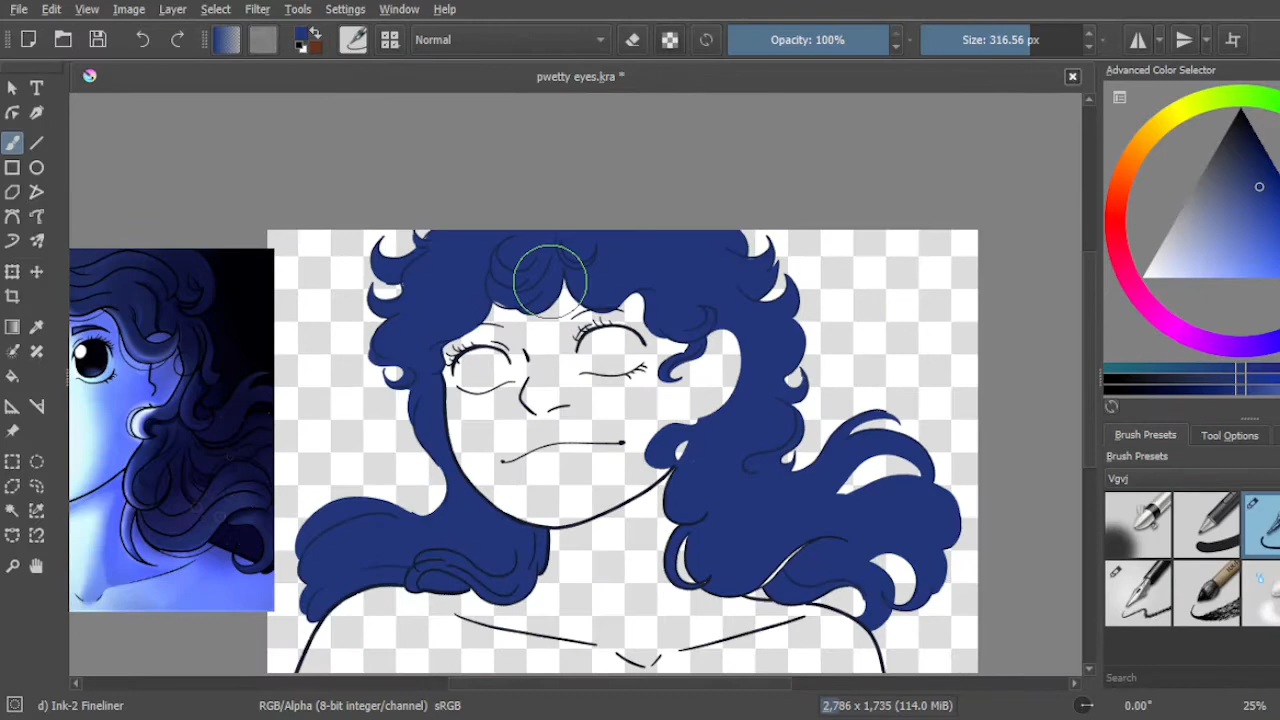 File Edit View Image Layer Select Filter Tools Settings Window Help
Normal Opacity: 100% Size: 316.56 px
pwetty eyes.kra *
Advanced Color Selector
T
Brush Presets Tool Options
Brush Presets
Vgvj
Search
d) Ink-2 Fineliner RGB/Alpha (8-bit integer/channel) sRGB 2,786 x 1,735 (114.0 MiB) 0.00° 25%